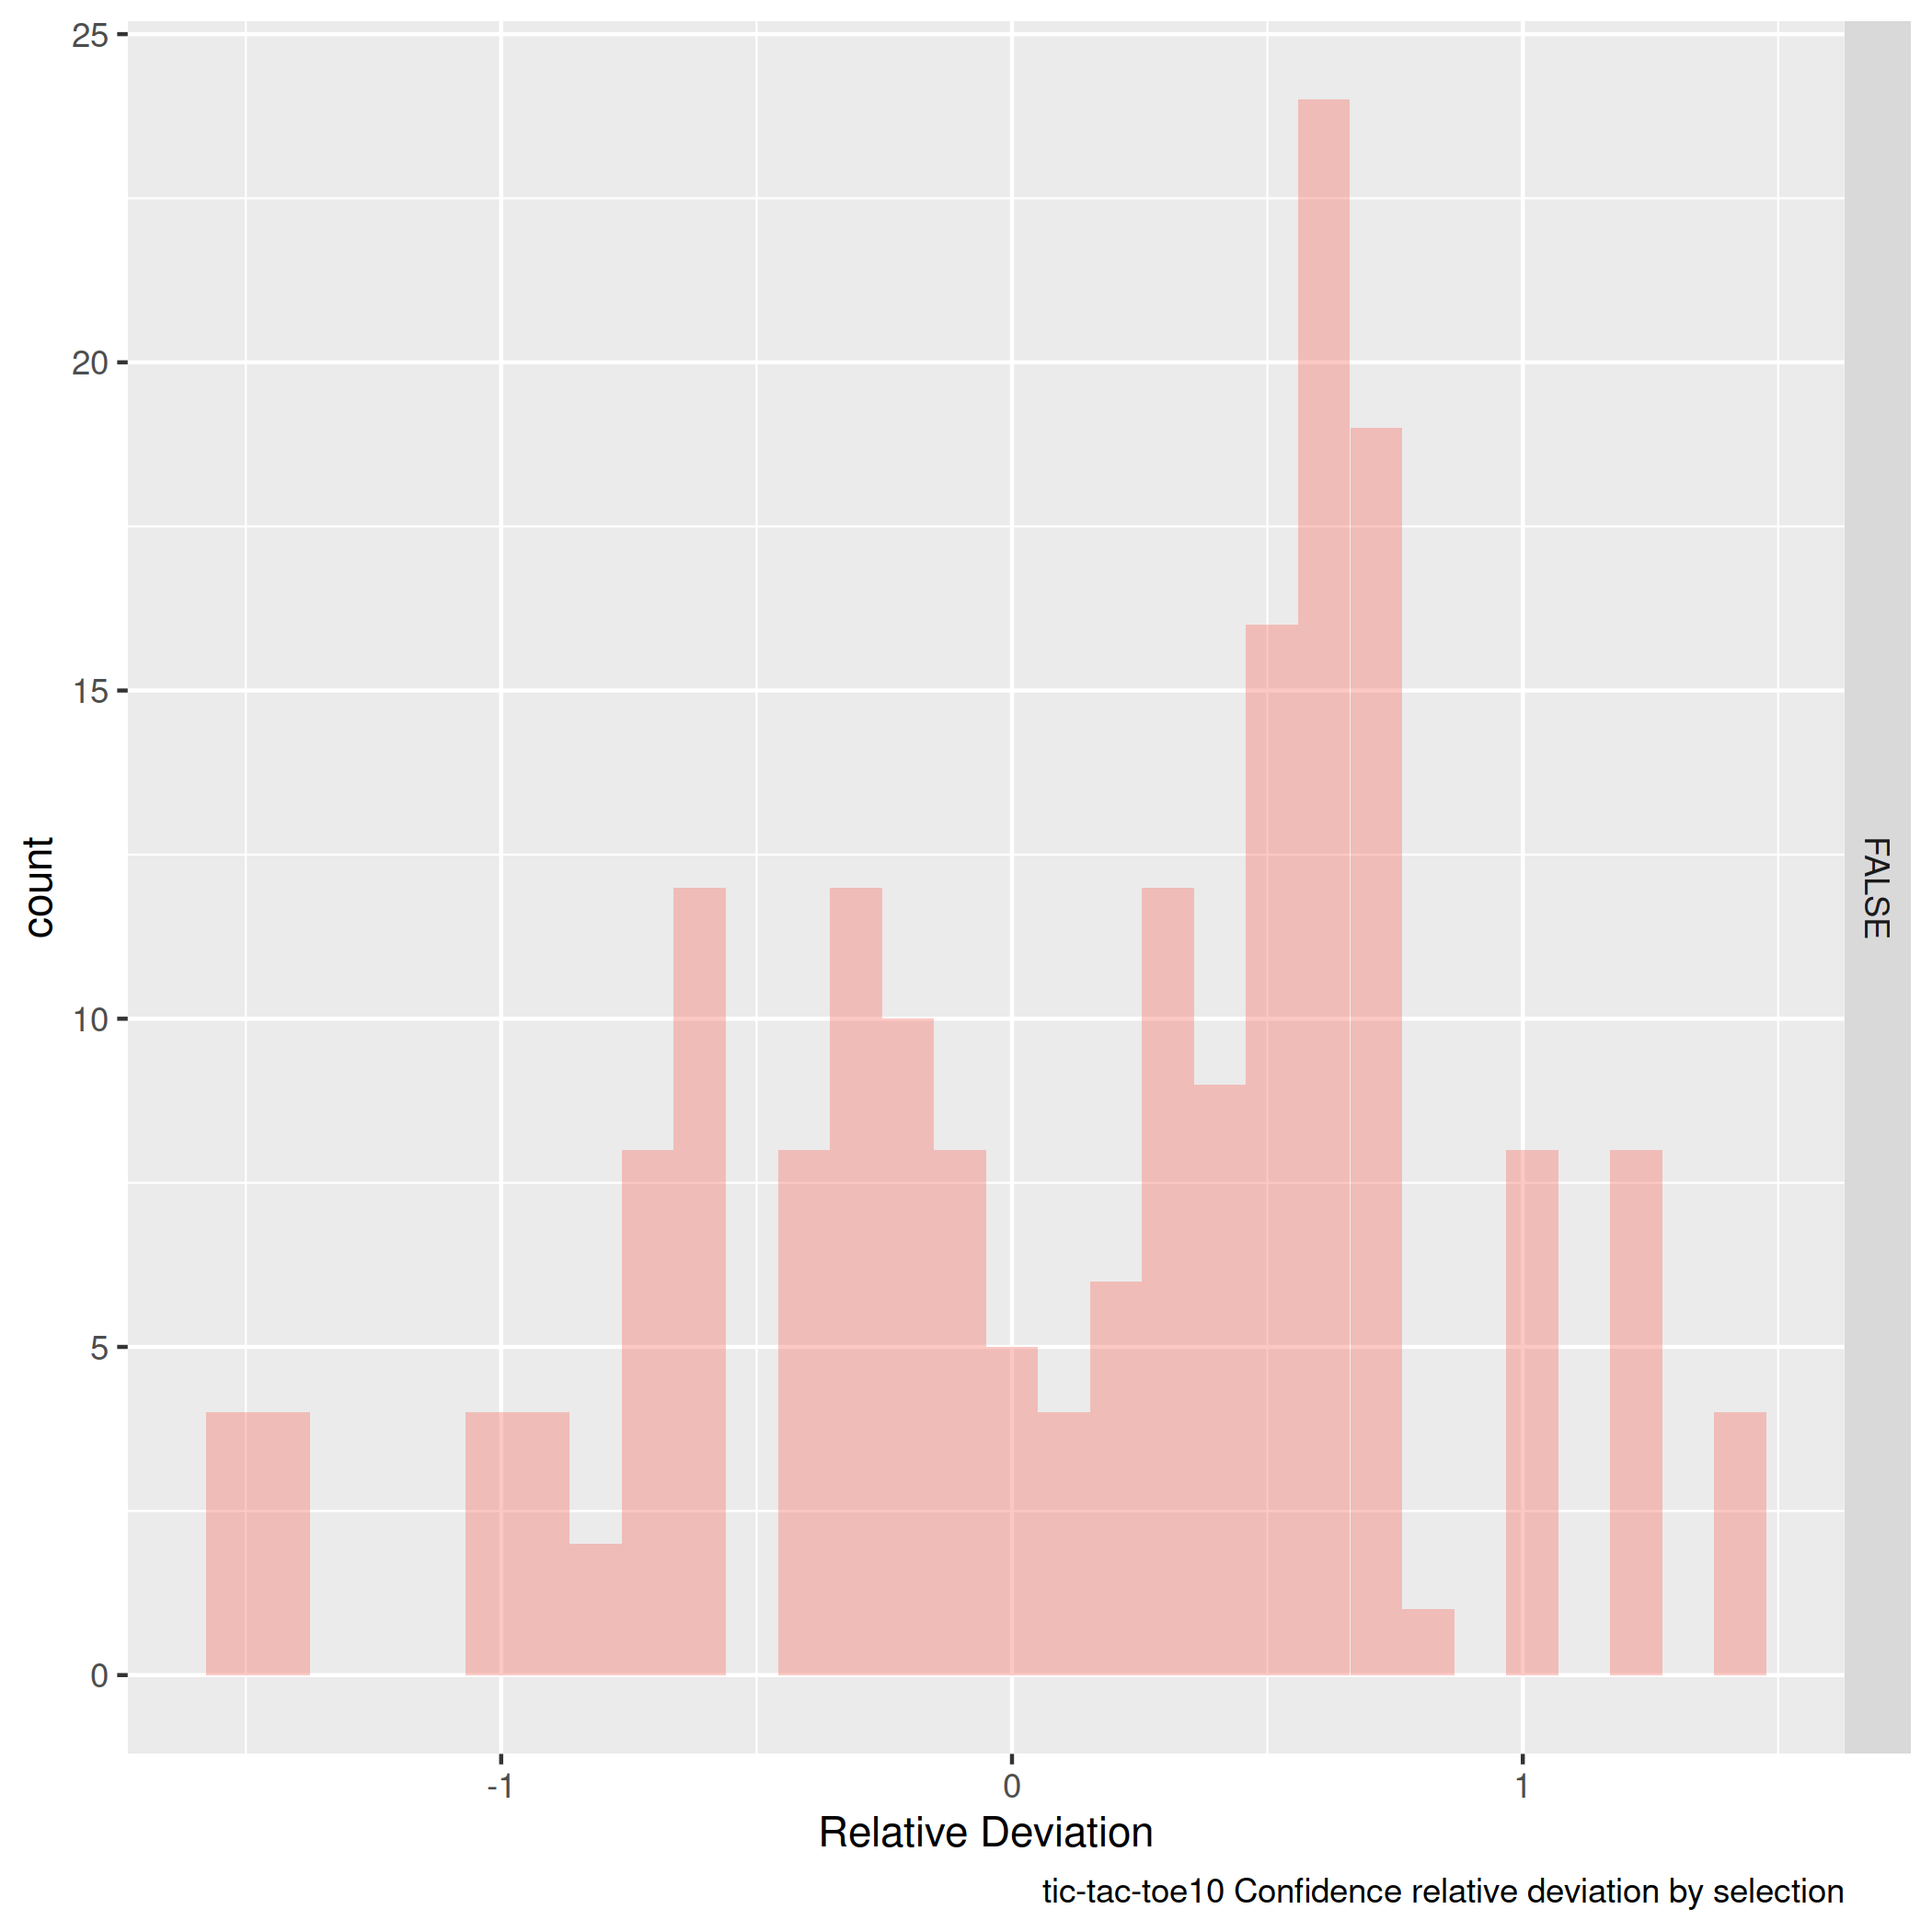 25
20
15
10
5
0
count
FALSE
-1 0 1
Relative Deviation
tic-tac-toe10 Confidence relative deviation by selection